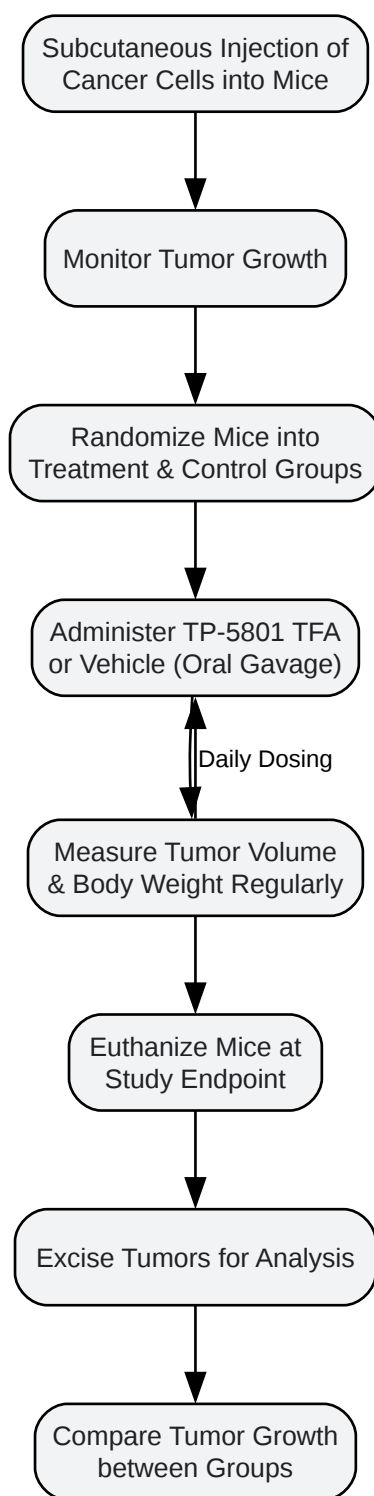 Subcutaneous Injection of
Cancer Cells into Mice
Monitor Tumor Growth
Randomize Mice into
Treatment & Control Groups
Administer TP-5801 TFA
or Vehicle (Oral Gavage)
Daily Dosing
Measure Tumor Volume
& Body Weight Regularly
Euthanize Mice at
Study Endpoint
Excise Tumors for Analysis
Compare Tumor Growth
between Groups